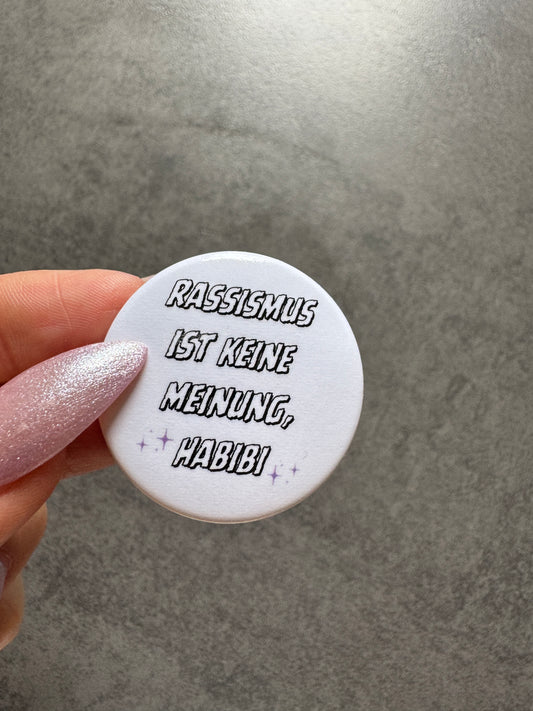 RASSISMUS
IST KEINE
MEINUNG,
HABIBI